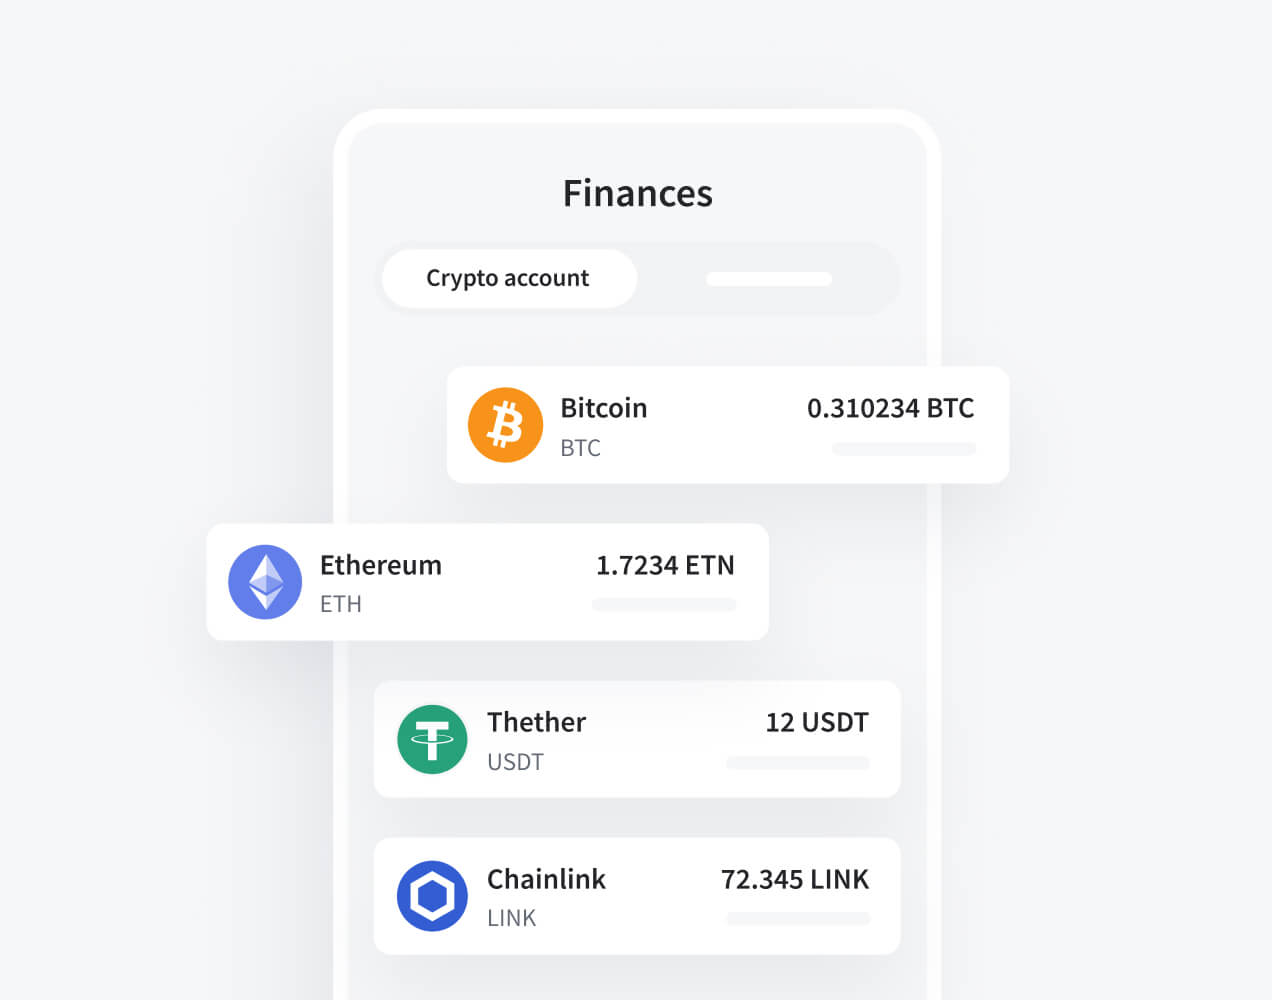 Finances
Crypto account
Bitcoin 0.310234 BTC
BTC
Ethereum 1.7234 ETN
ETH
Thether 12 USDT
USDT
Chainlink 72.345 LINK
LINK